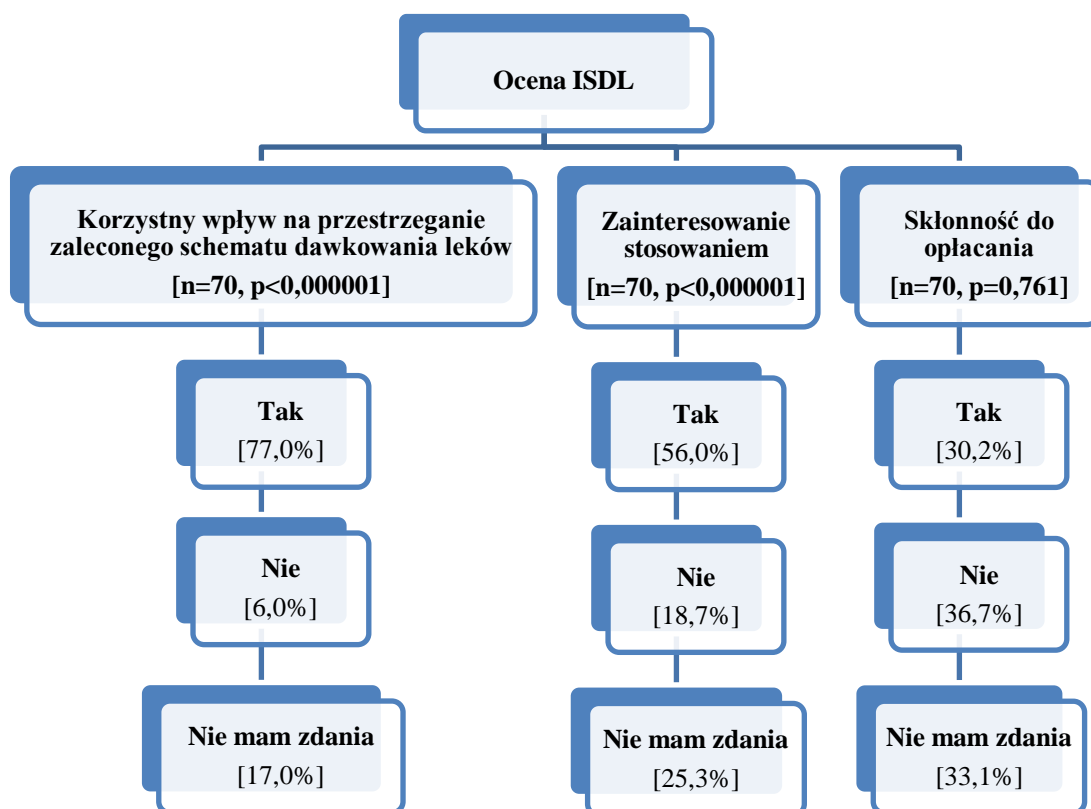 Ocena ISDL
Korzystny wpływ na przestrzeganie
zaleconego schematu dawkowania leków
[n=70, p<0,000001]
Tak
[77,0%]
Nie
[6,0%]
Nie mam zdania
[17,0%]
Zainteresowanie
stosowaniem
[n=70, p<0,000001]
Tak
[56,0%]
Nie
[18,7%]
Nie mam zdania
[25,3%]
Skłonność do
opłacania
[n=70, p=0,761]
Tak
[30,2%]
Nie
[36,7%]
Nie mam zdania
[33,1%]